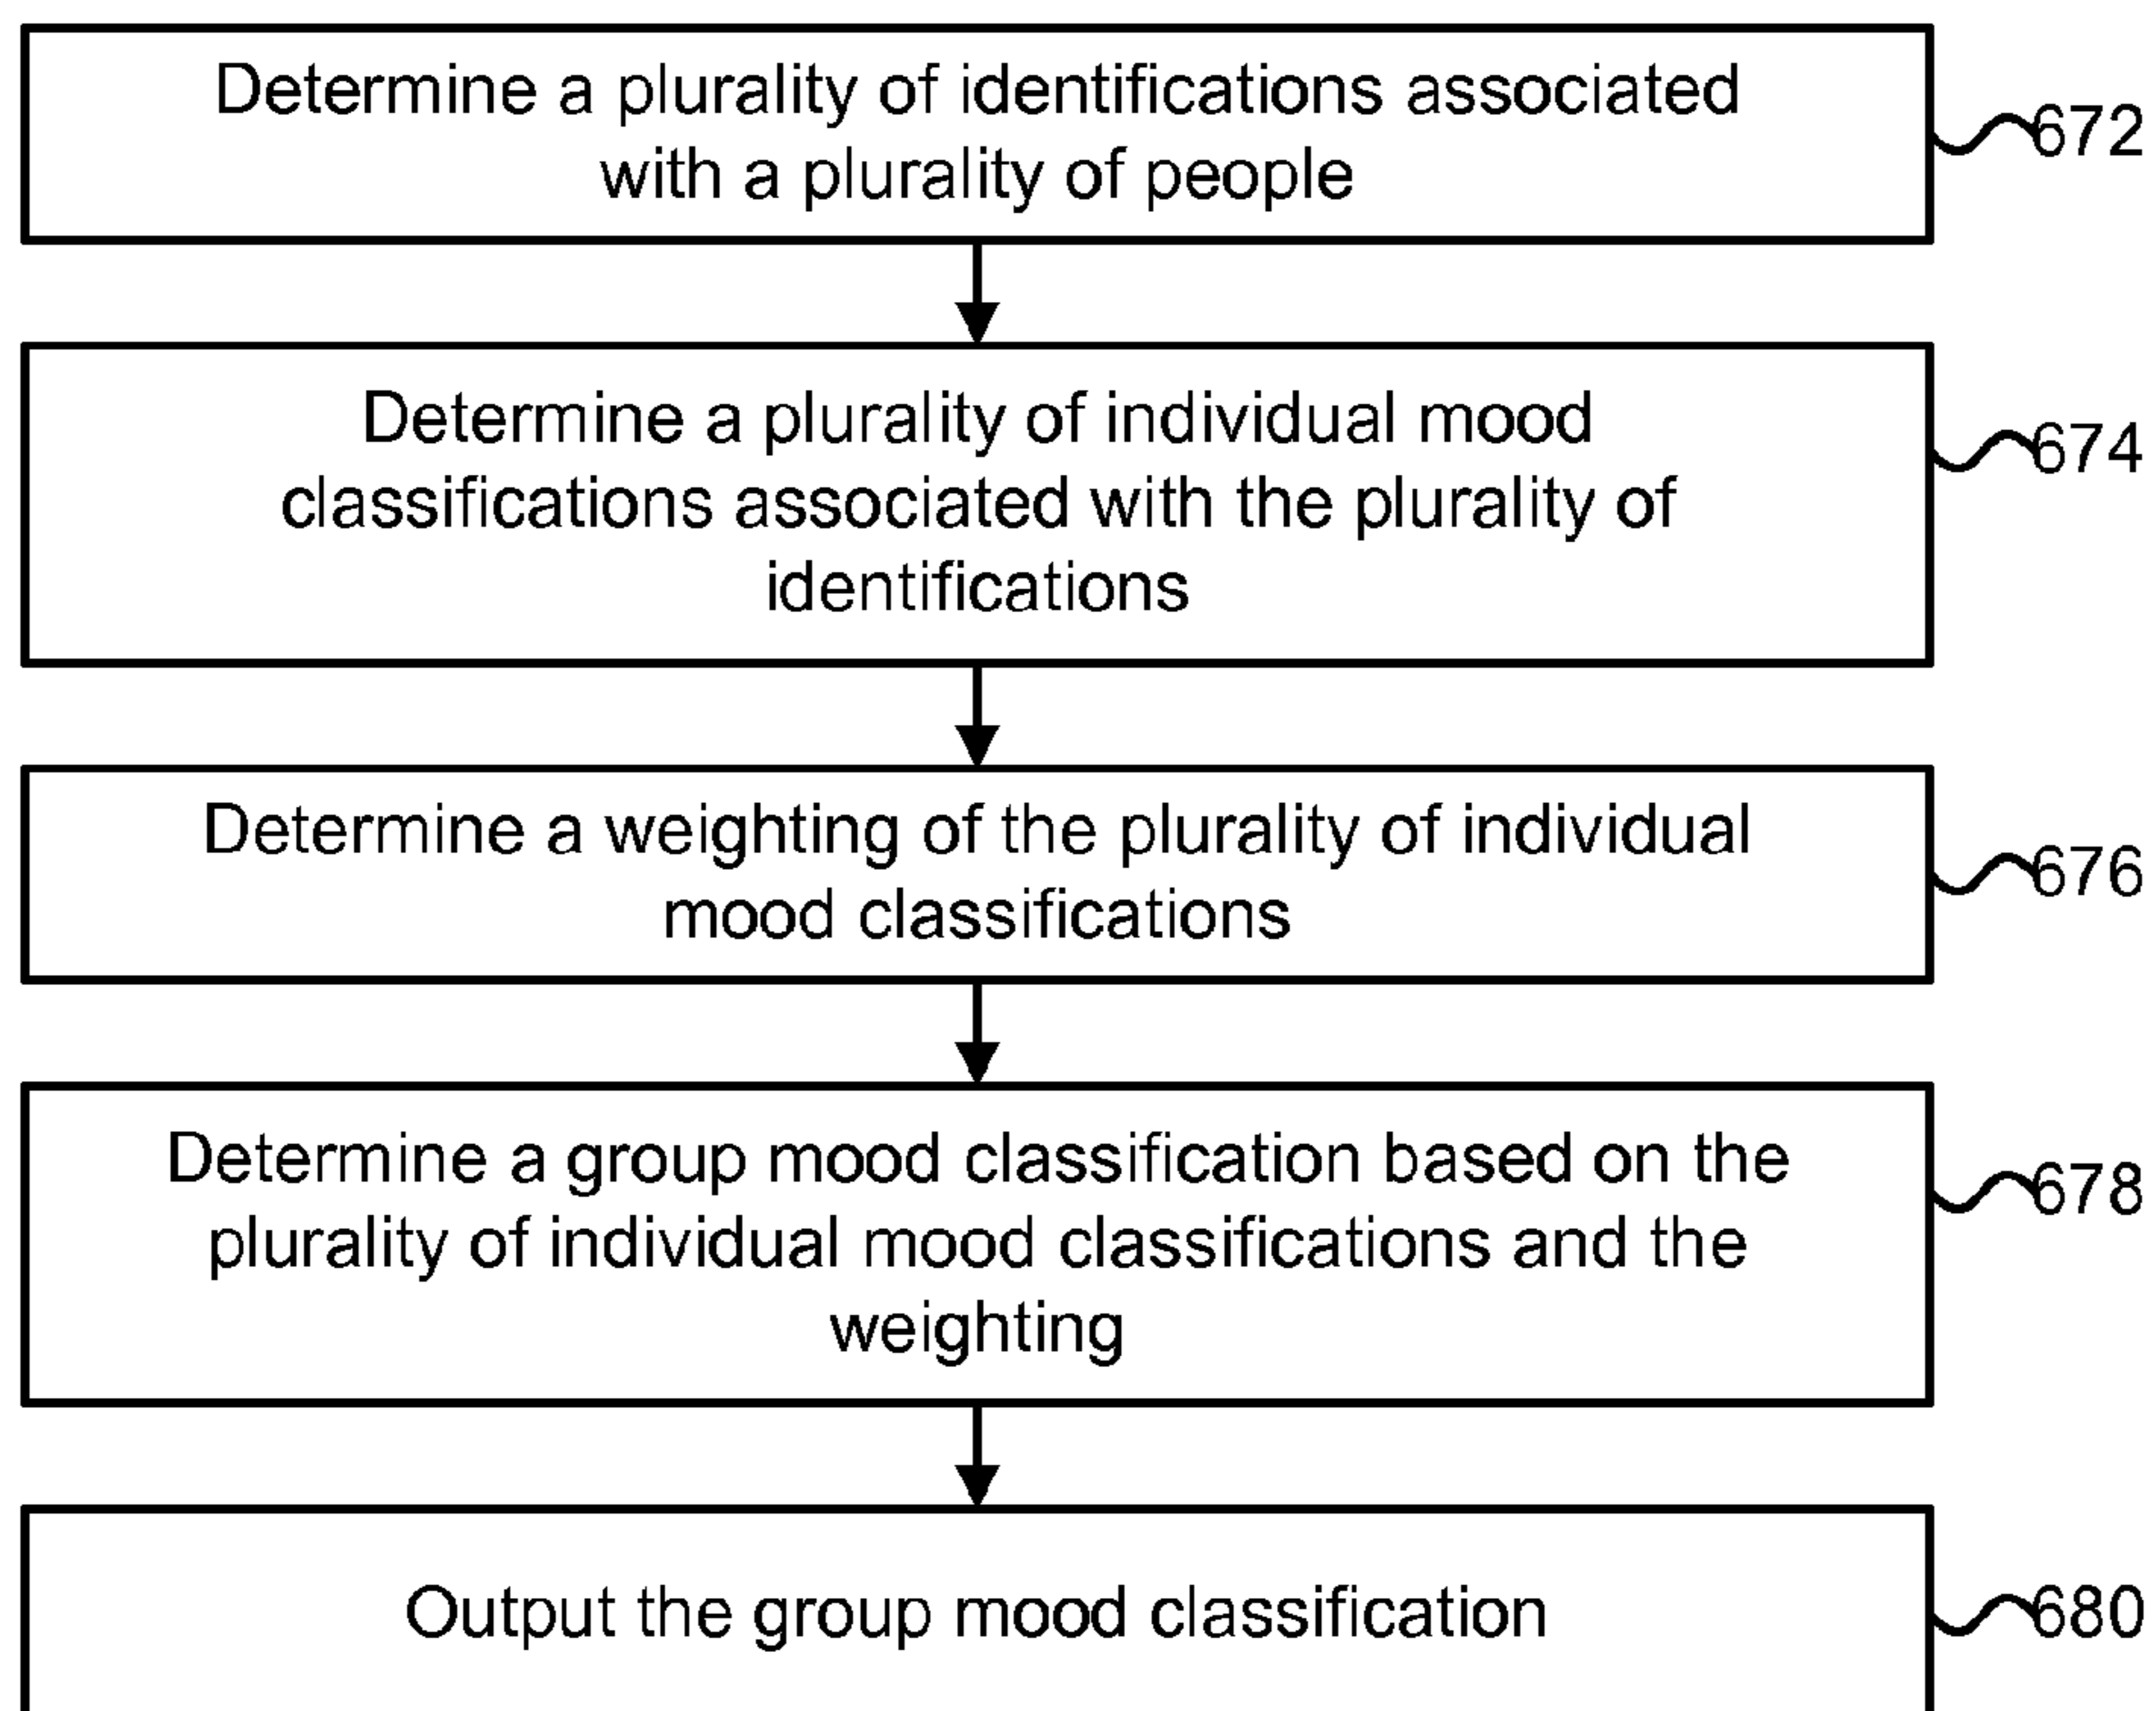 Determine a plurality of identifications associated
with a plurality of people
672
Determine a plurality of individual mood
classifications associated with the plurality of
identifications
674
Determine a weighting of the plurality of individual
mood classifications
676
Determine a group mood classification based on the
plurality of individual mood classifications and the
weighting
678
Output the group mood classification
680